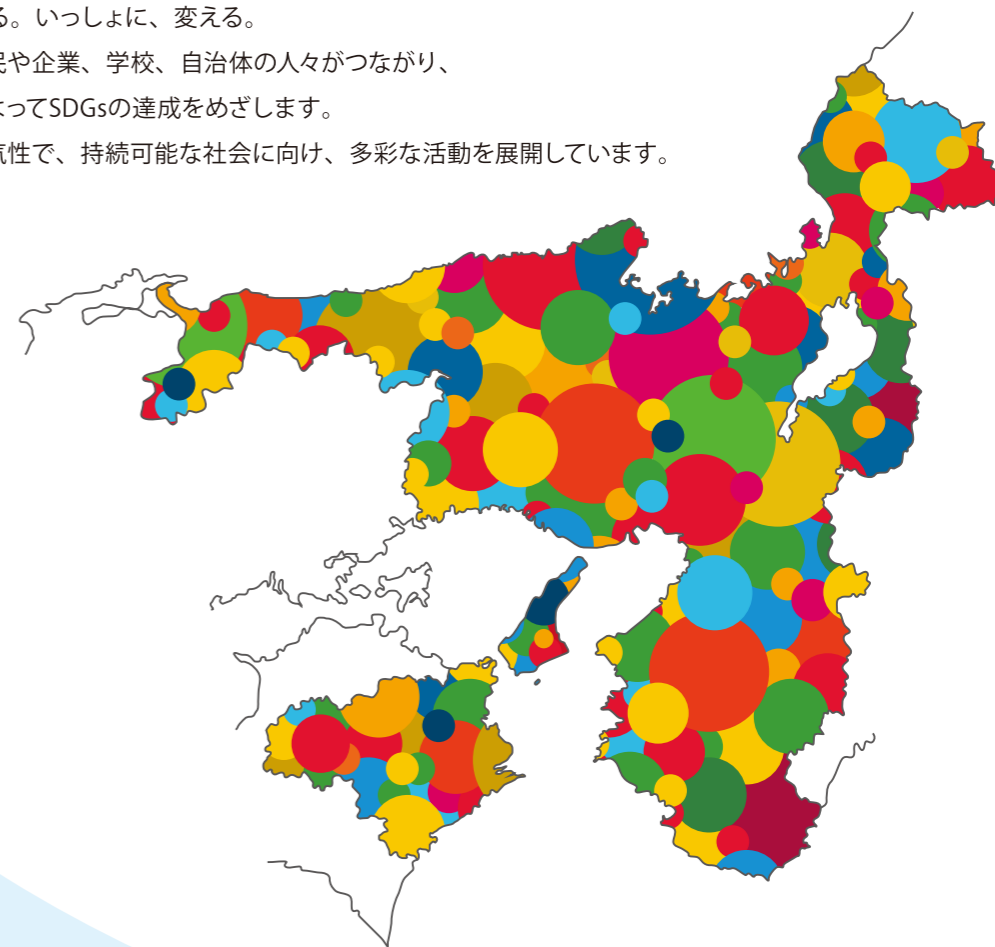 る。いっしょに、変える。
民や企業、学校、自治体の人々がつながり、
よってSDGsの達成をめざします。
気性で、持続可能な社会に向け、多彩な活動を展開しています。